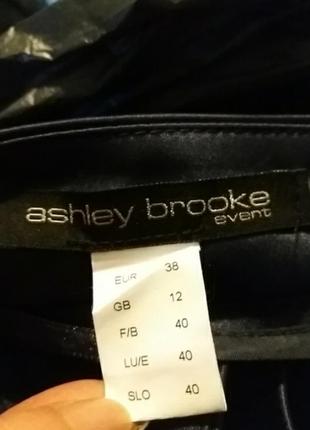 ashley brooke
event
EUR 38
GB 12
F/B 40
LU/E 40
SLO 40